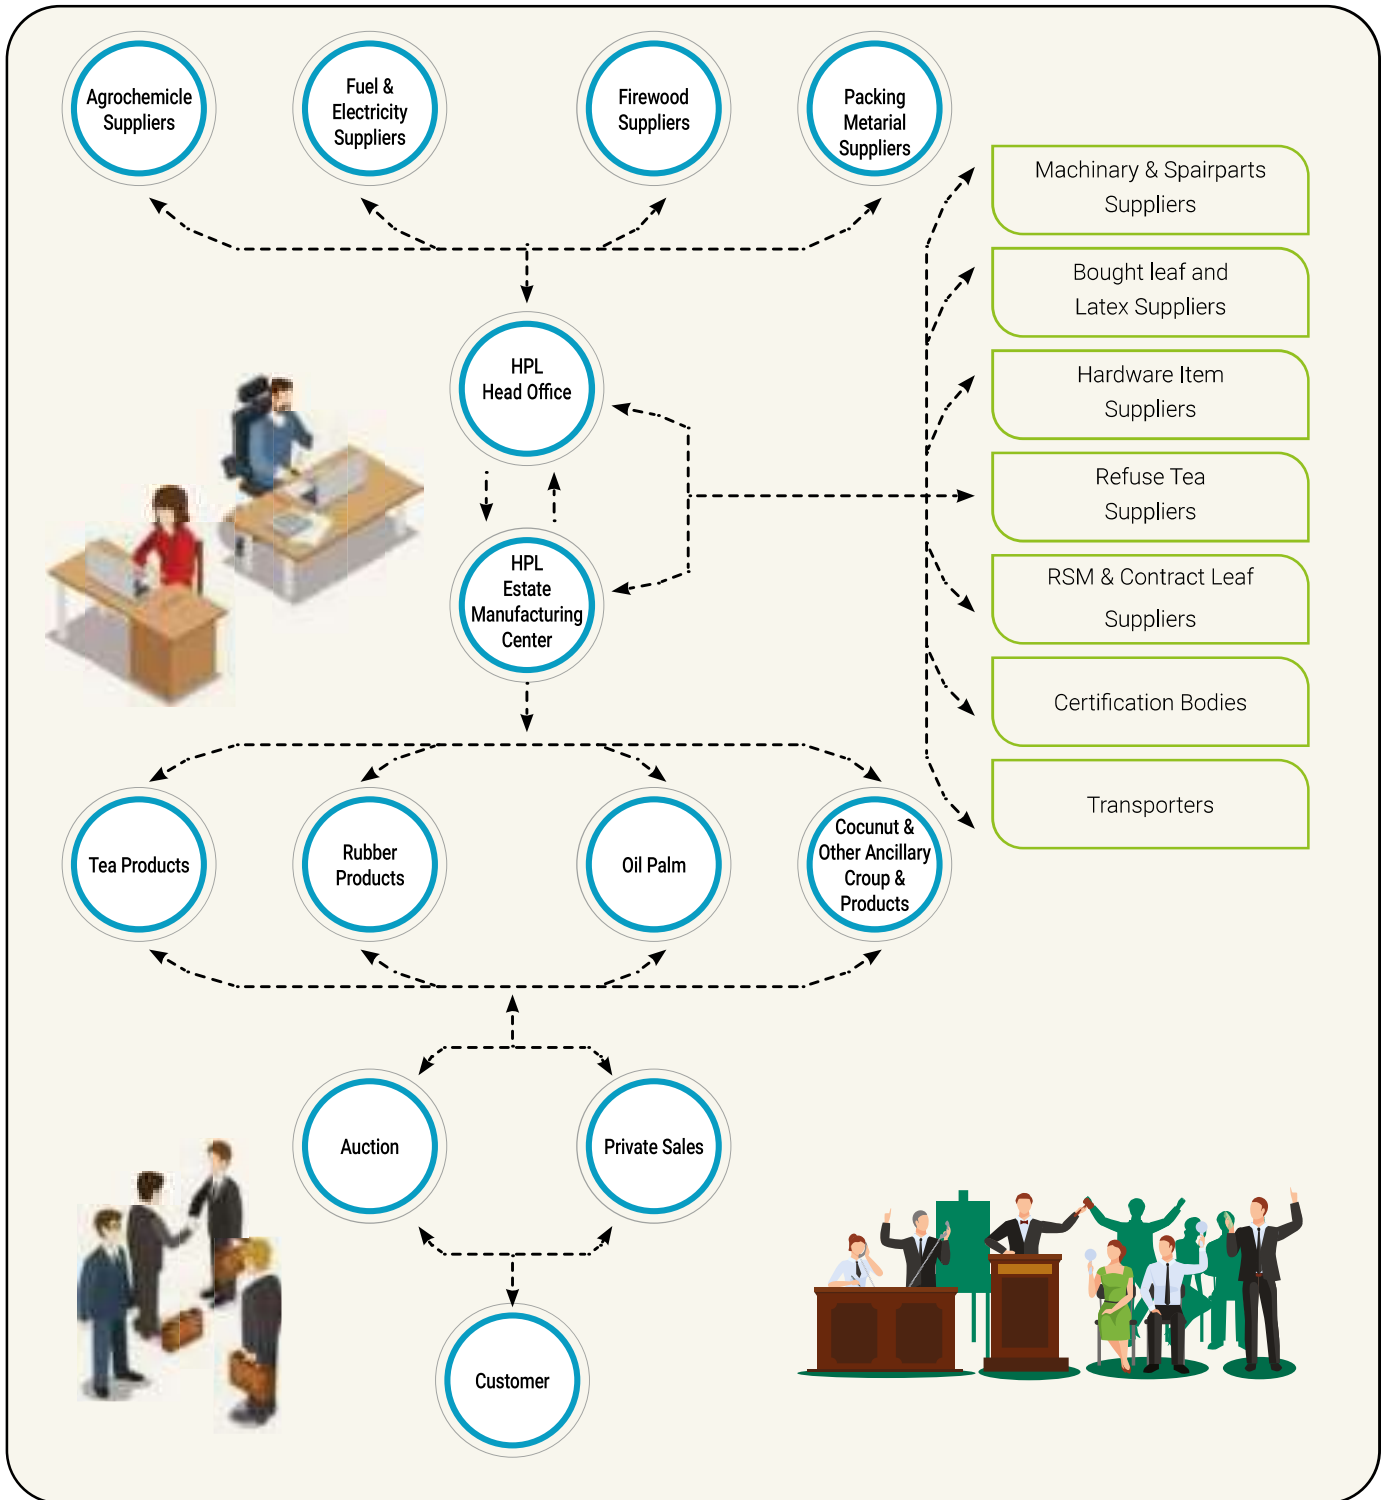 Agrochemicle
Suppliers
Fuel &
Electricity
Suppliers
Firewood
Suppliers
Packing
Metarial
Suppliers
Machinary & Spairparts
Suppliers
Bought leaf and
Latex Suppliers
Hardware Item
Suppliers
Refuse Tea
Suppliers
RSM & Contract Leaf
Suppliers
Certification Bodies
Transporters
HPL
Head Office
HPL
Estate
Manufacturing
Center
Tea Products
Rubber
Products
Oil Palm
Cocunut &
Other Ancillary
Croup &
Products
Auction
Private Sales
Customer